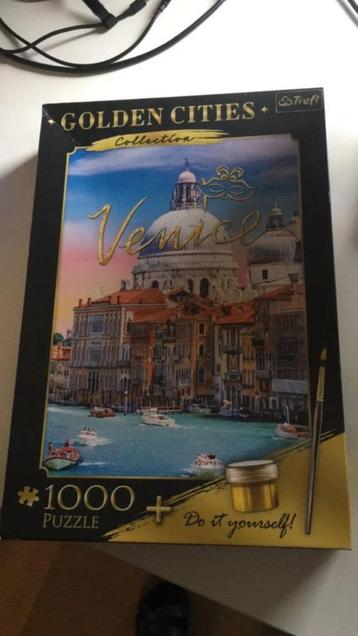 GOLDEN CITIES
Trefl
Collection
Venice
1000
PUZZLE
+
Do it yourself!